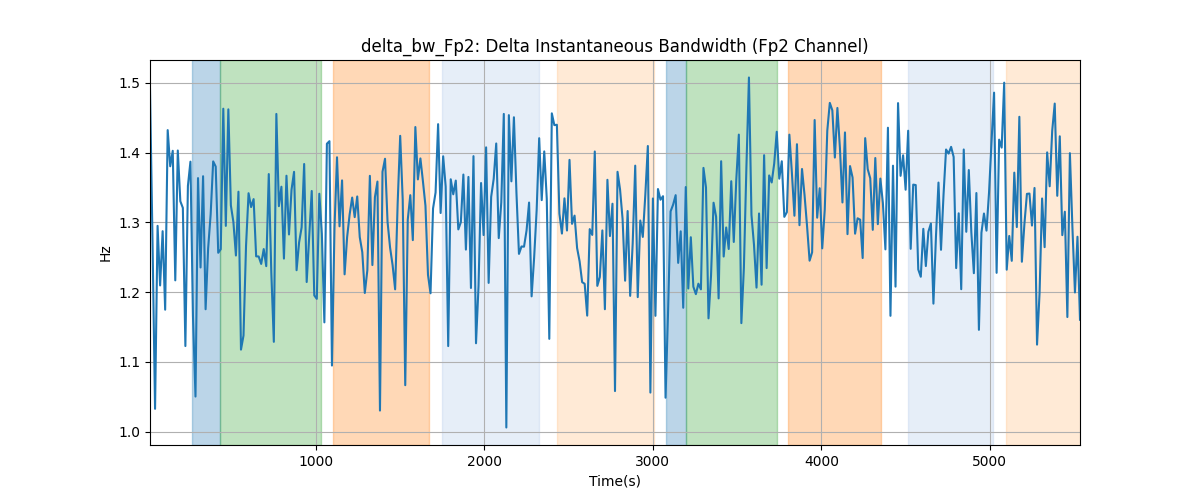 delta_bw_Fp2: Delta Instantaneous Bandwidth (Fp2 Channel)
1.5
1.4
1.3
1.2
1.1
1.0
Hz
1000 2000 3000 4000 5000
Time(s)